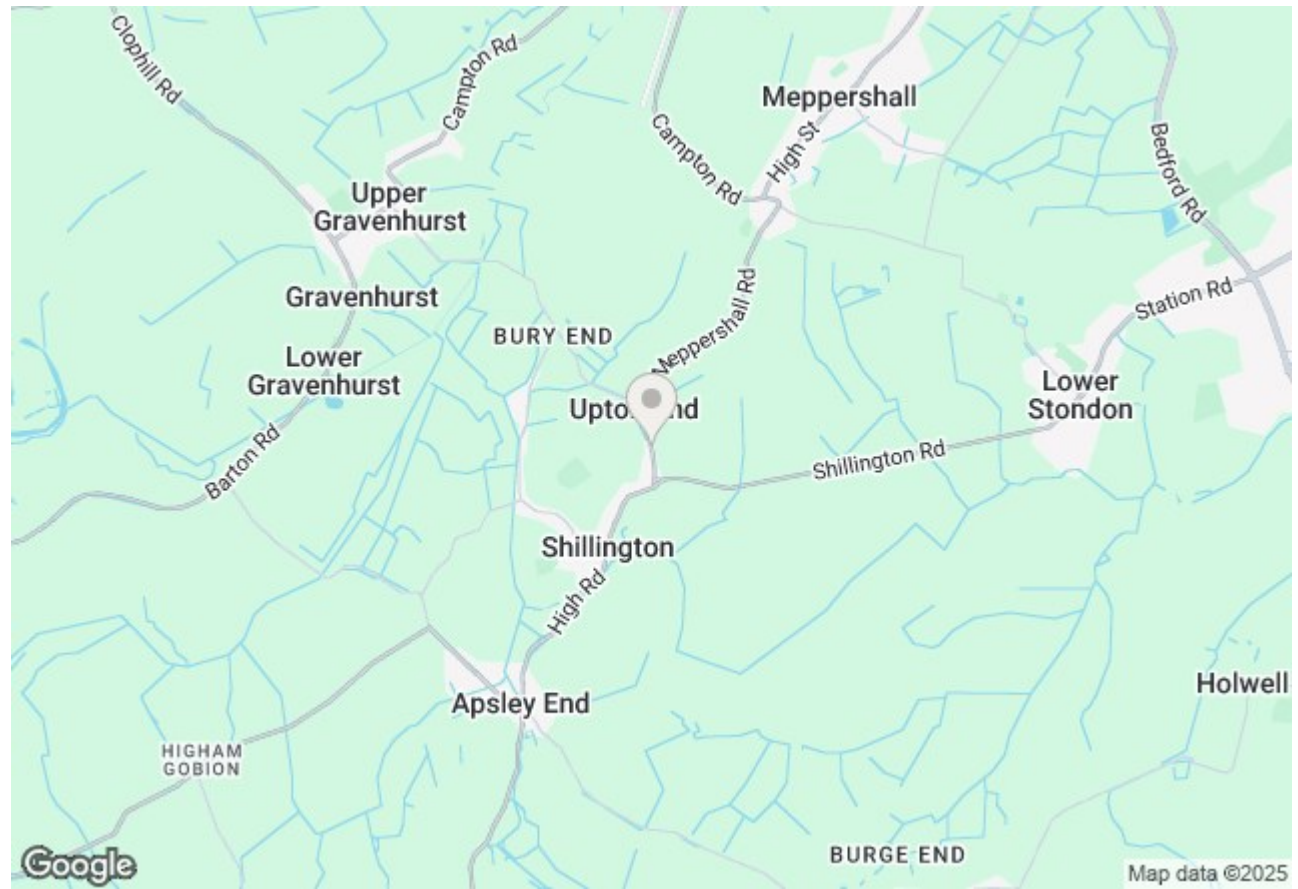 Clophill Rd
Campton Rd
Meppershall
High St
Campton Rd
Bedford Rd
Upper
Gravenhurst
Gravenhurst
Meppershall Rd
Station Rd
BURY END
Lower
Gravenhurst
Lower
Stondon
Barton Rd
Shillington Rd
Shillington
High Rd
Apsley End
Holwell
HIGHAM
GOBION
BURGE END
Google
Map data ©2025